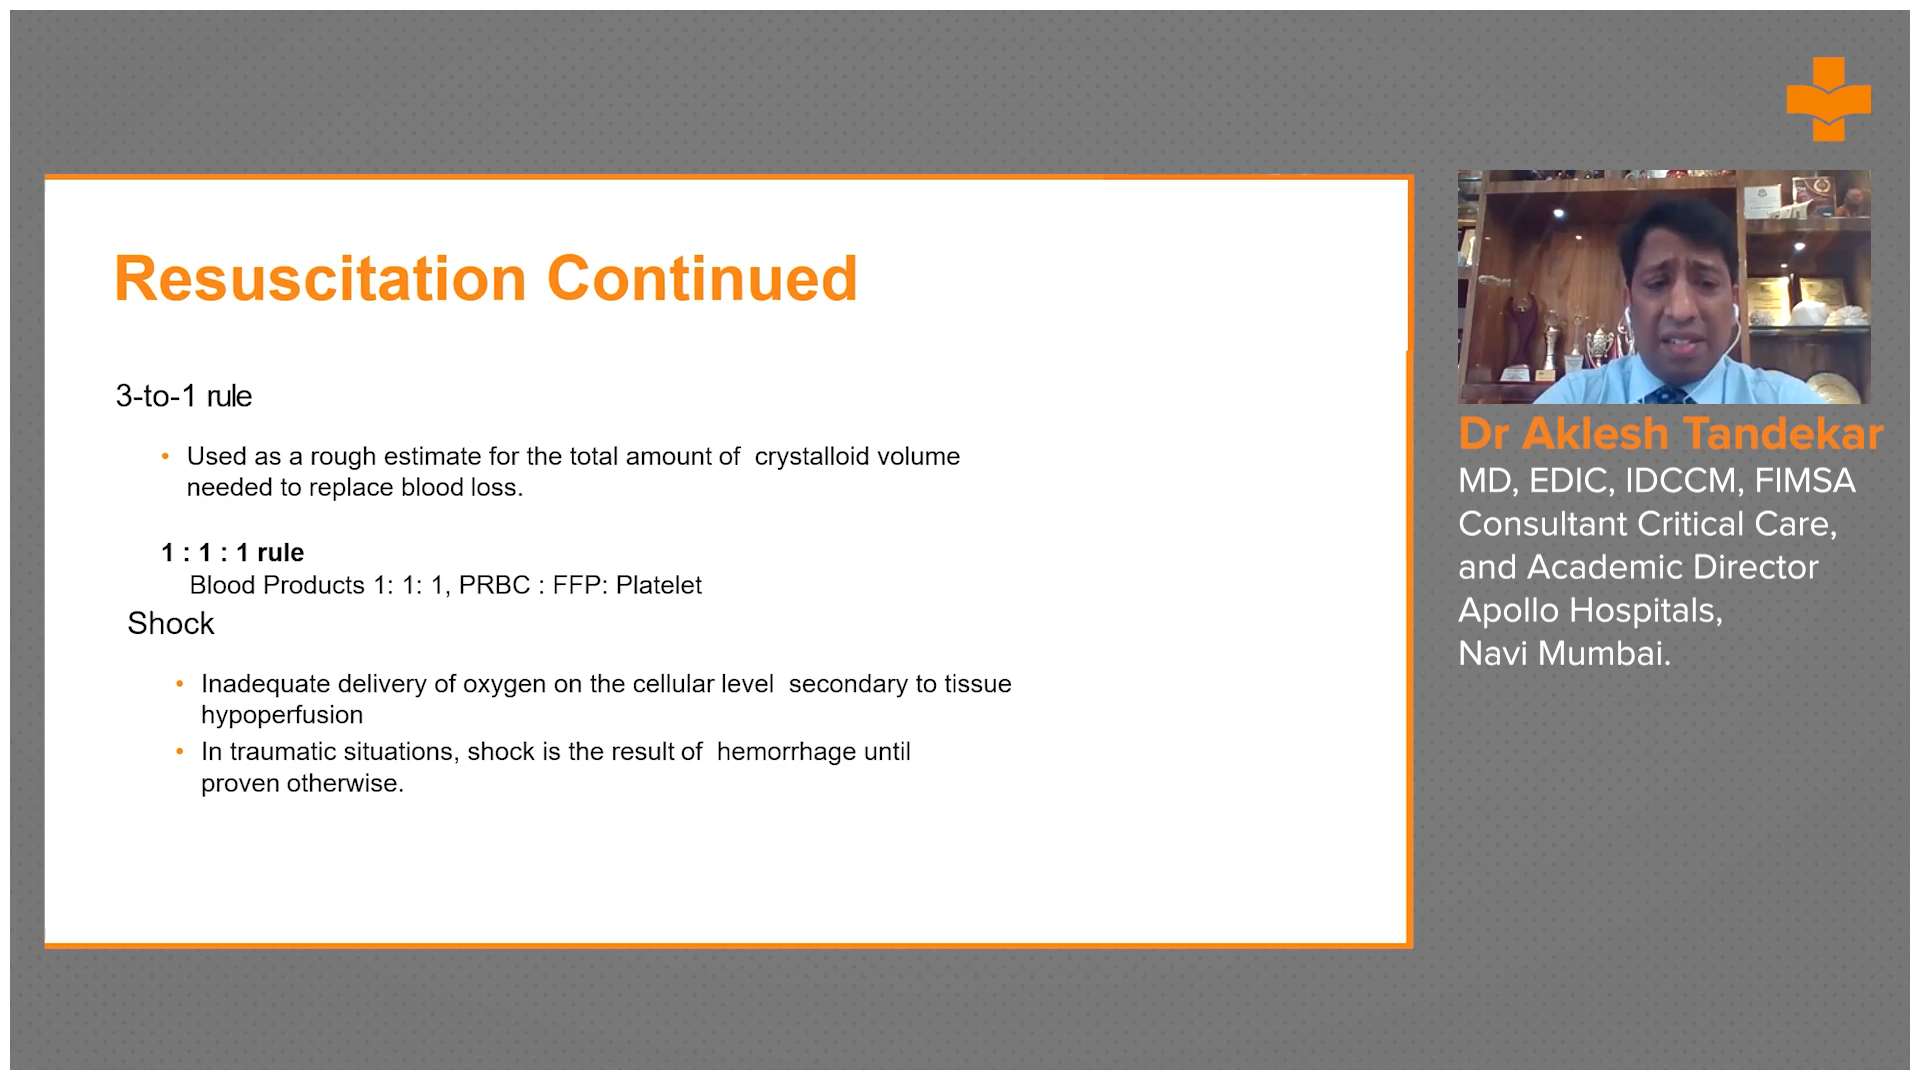 Resuscitation Continued
3-to-1 rule
• Used as a rough estimate for the total amount of crystalloid volume
needed to replace blood loss.
1 : 1 : 1 rule
Blood Products 1: 1: 1, PRBC : FFP: Platelet
Shock
• Inadequate delivery of oxygen on the cellular level secondary to tissue
hypoperfusion
• In traumatic situations, shock is the result of hemorrhage until
proven otherwise.
Dr Aklesh Tandekar
MD, EDIC, IDCCM, FIMSA
Consultant Critical Care,
and Academic Director
Apollo Hospitals,
Navi Mumbai.